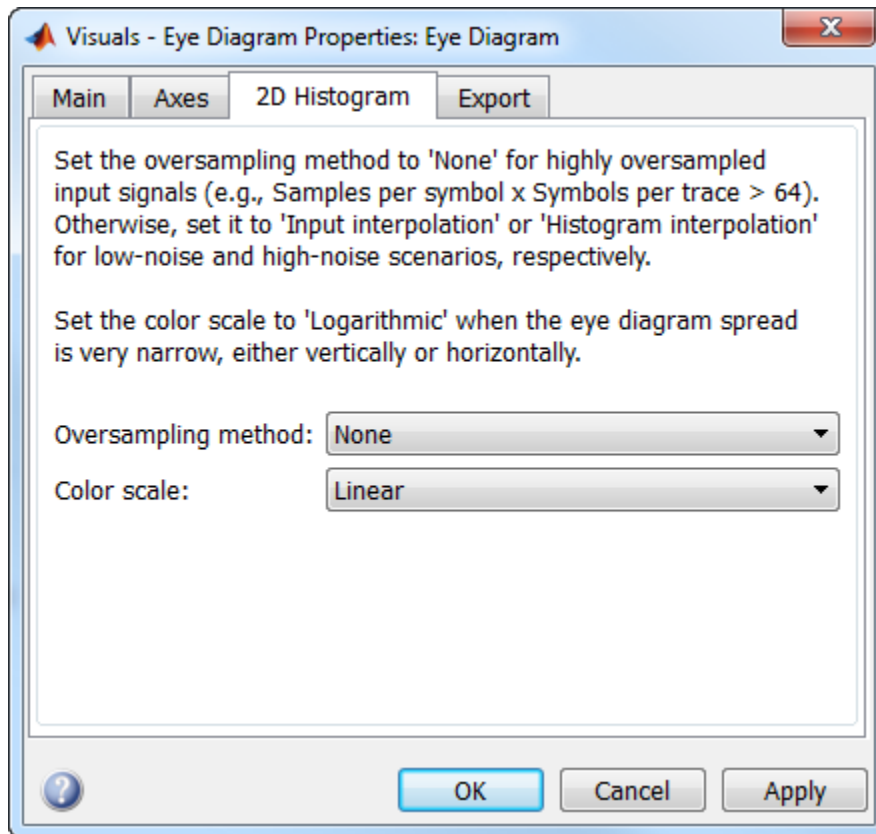 Visuals - Eye Diagram Properties: Eye Diagram
Main Axes 2D Histogram Export
Set the oversampling method to 'None' for highly oversampled
input signals (e.g., Samples per symbol x Symbols per trace > 64).
Otherwise, set it to 'Input interpolation' or 'Histogram interpolation'
for low-noise and high-noise scenarios, respectively.
Set the color scale to 'Logarithmic' when the eye diagram spread
is very narrow, either vertically or horizontally.
Oversampling method: None
Color scale: Linear
? OK Cancel Apply